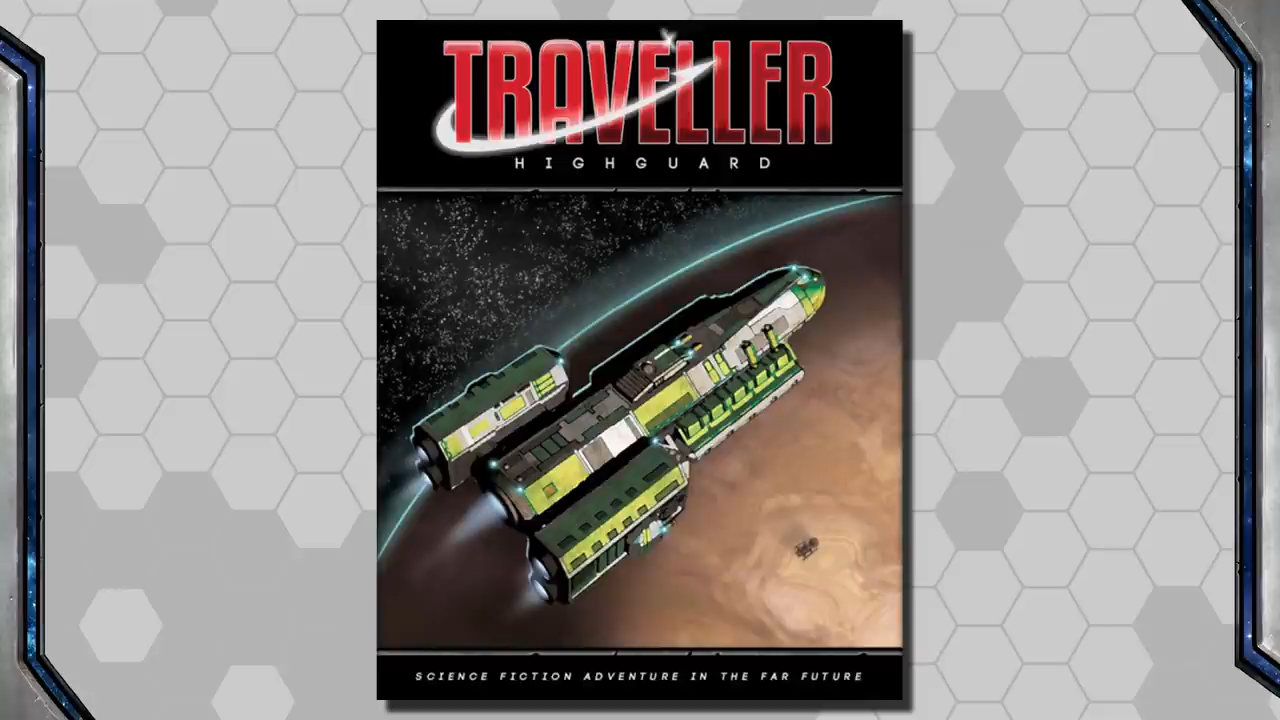 TRAVELLER
HIGHGUARD
SCIENCE FICTION ADVENTURE IN THE FAR FUTURE